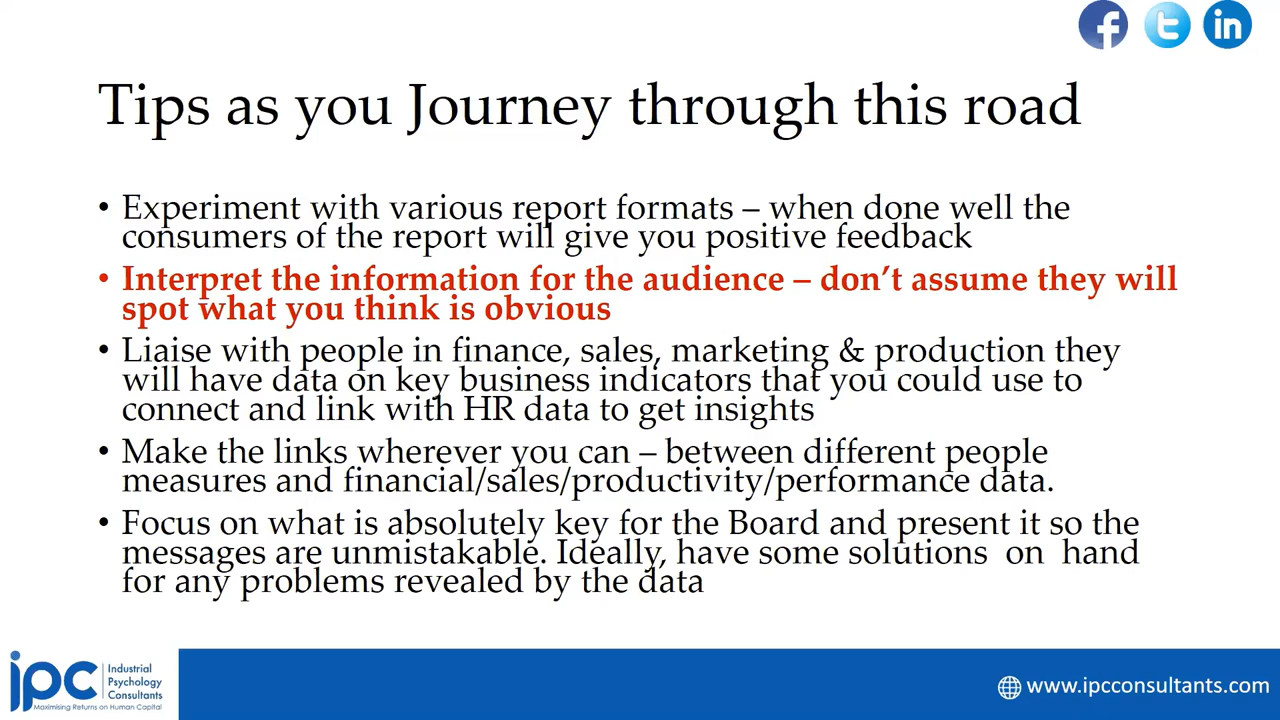 Tips as you Journey through this road
• Experiment with various report formats – when done well the
consumers of the report will give you positive feedback
• Interpret the information for the audience – don’t assume they will
spot what you think is obvious
• Liaise with people in finance, sales, marketing & production they
will have data on key business indicators that you could use to
connect and link with HR data to get insights
• Make the links wherever you can – between different people
measures and financial/sales/productivity/performance data.
• Focus on what is absolutely key for the Board and present it so the
messages are unmistakable. Ideally, have some solutions on hand
for any problems revealed by the data
ipc
Industrial
Psychology
Consultants
Maximising Returns on Human Capital
www.ipcconsultants.com